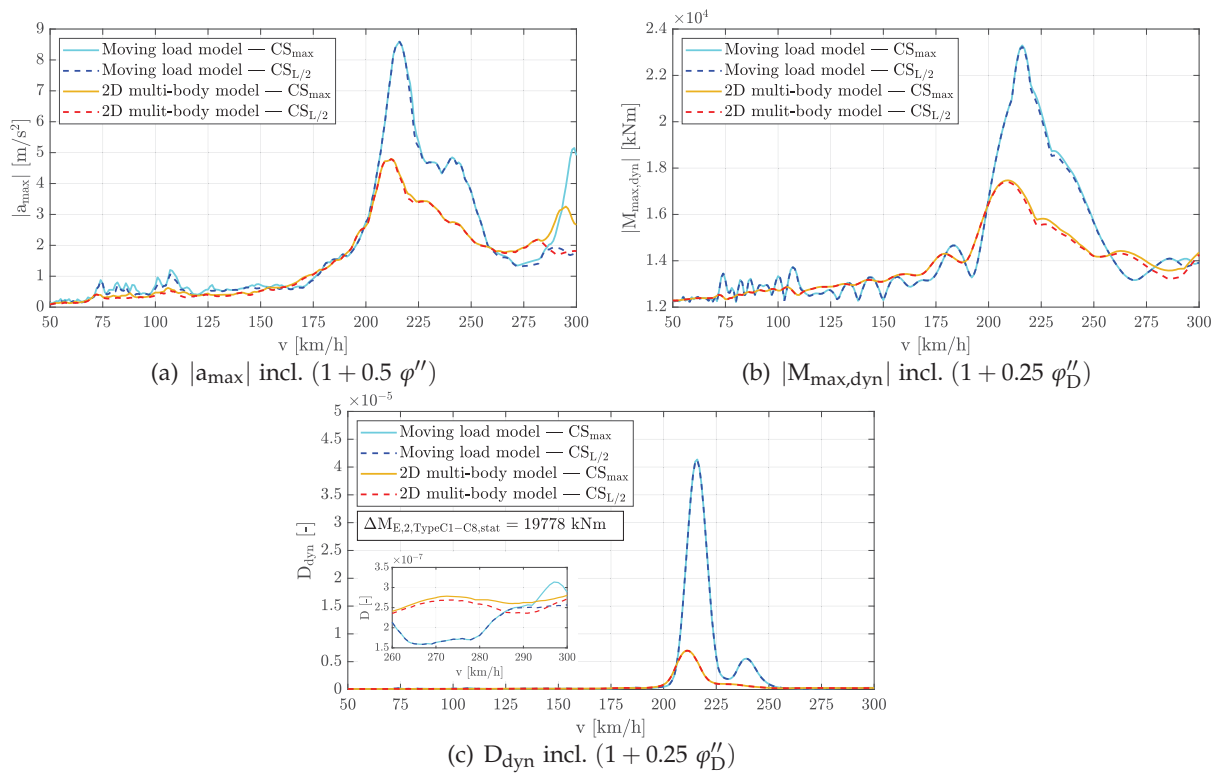 9
8
7
6
5
4
3
2
1
0
|a_max| [m/s²]
Moving load model — CS_max
Moving load model — CS_L/2
2D multi-body model — CS_max
2D mulit-body model — CS_L/2
50 75 100 125 150 175 200 225 250 275 300
v [km/h]
(a) |a_max| incl. (1 + 0.5 φ′′)
×10⁴
2.4
2.2
2
1.8
1.6
1.4
1.2
|M_max,dyn| [kNm]
Moving load model — CS_max
Moving load model — CS_L/2
2D multi-body model — CS_max
2D mulit-body model — CS_L/2
50 75 100 125 150 175 200 225 250 275 300
v [km/h]
(b) |M_max,dyn| incl. (1 + 0.25 φ′′_D)
×10⁻⁵
5
4.5
4
3.5
3
2.5
2
1.5
1
0.5
0
D_dyn [-]
Moving load model — CS_max
Moving load model — CS_L/2
2D multi-body model — CS_max
2D mulit-body model — CS_L/2
ΔM_E,2,TypeC1−C8,stat = 19778 kNm
×10⁻⁷
3.5
3
2.5
2
1.5
D [-]
260 270 280 290 300
v [km/h]
50 75 100 125 150 175 200 225 250 275 300
v [km/h]
(c) D_dyn incl. (1 + 0.25 φ′′_D)